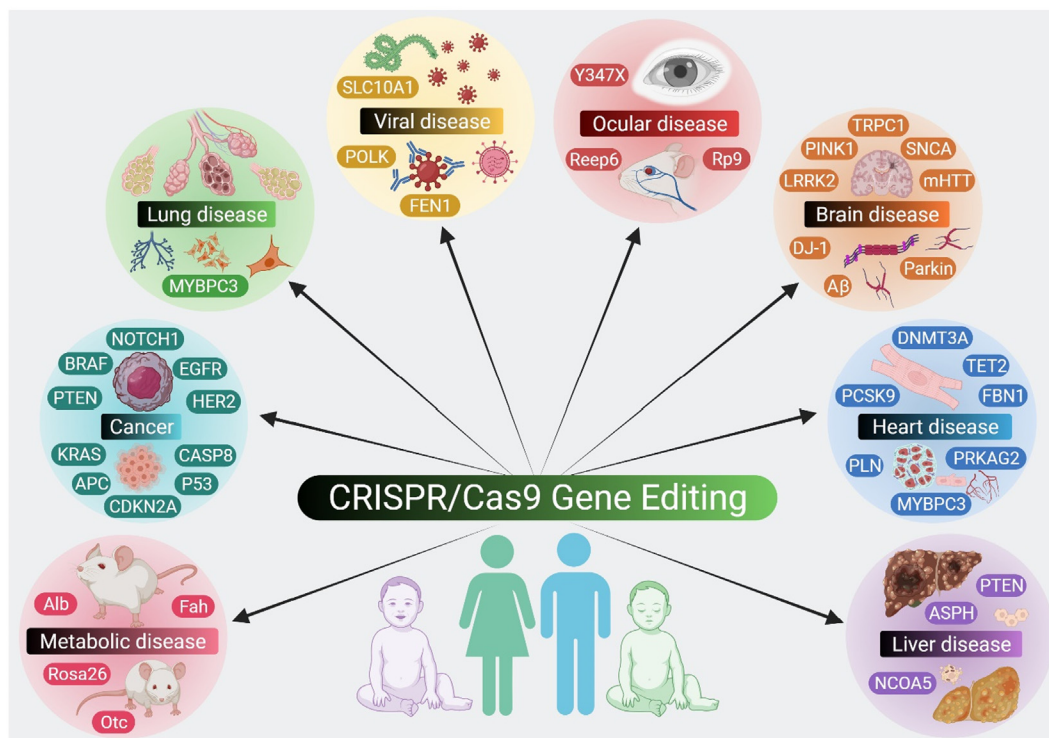 SLC10A1
Viral disease
POLK
FEN1
Y347X
Ocular disease
Reep6
Rp9
Lung disease
MYBPC3
TRPC1
PINK1
SNCA
LRRK2
mHTT
Brain disease
DJ-1
Parkin
Aβ
NOTCH1
BRAF
EGFR
PTEN
HER2
Cancer
KRAS
CASP8
APC
P53
CDKN2A
DNMT3A
TET2
PCSK9
FBN1
Heart disease
PLN
PRKAG2
MYBPC3
CRISPR/Cas9 Gene Editing
Alb
Fah
Metabolic disease
Rosa26
Otc
PTEN
ASPH
Liver disease
NCOA5